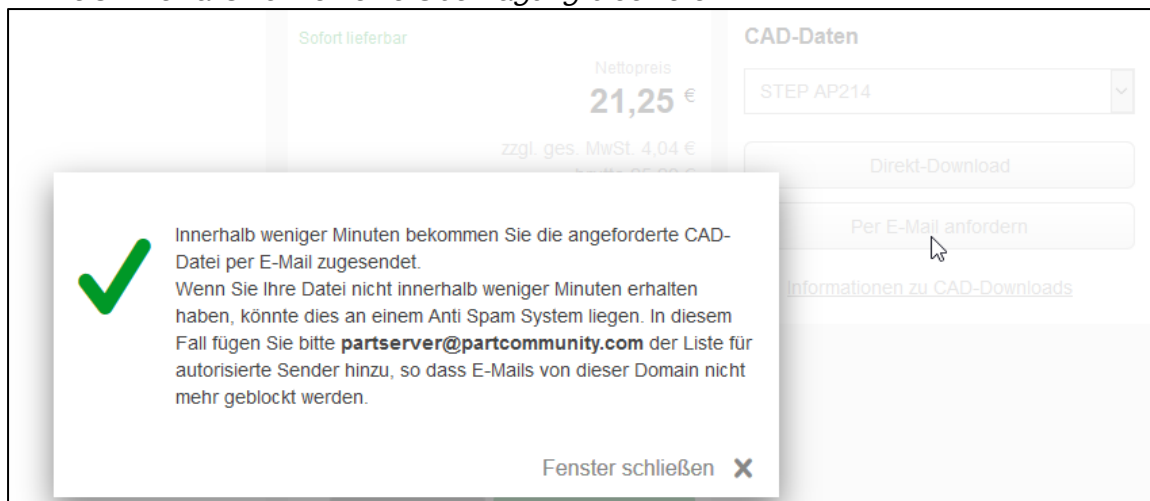 Sofort lieferbar
CAD-Daten
Nettopreis
21,25 €
STEP AP214
zzgl. ges. MwSt. 4,04 €
Direkt-Download
Per E-Mail anfordern
Informationen zu CAD-Downloads
Innerhalb weniger Minuten bekommen Sie die angeforderte CAD-
Datei per E-Mail zugesendet.
Wenn Sie Ihre Datei nicht innerhalb weniger Minuten erhalten
haben, könnte dies an einem Anti Spam System liegen. In diesem
Fall fügen Sie bitte partserver@partcommunity.com der Liste für
autorisierte Sender hinzu, so dass E-Mails von dieser Domain nicht
mehr geblockt werden.
Fenster schließen